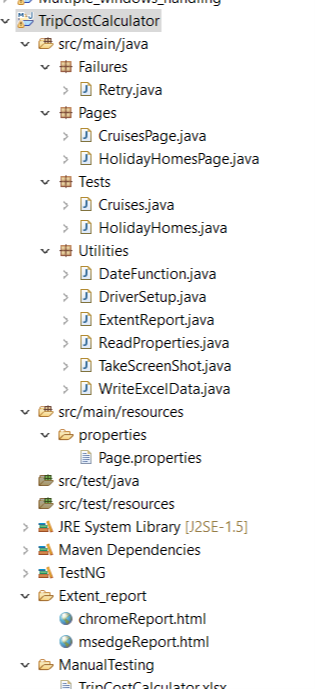 Multiple_windows_handling
TripCostCalculator
src/main/java
Failures
Retry.java
Pages
CruisesPage.java
HolidayHomesPage.java
Tests
Cruises.java
HolidayHomes.java
Utilities
DateFunction.java
DriverSetup.java
ExtentReport.java
ReadProperties.java
TakeScreenShot.java
WriteExcelData.java
src/main/resources
properties
Page.properties
src/test/java
src/test/resources
JRE System Library [J2SE-1.5]
Maven Dependencies
TestNG
Extent_report
chromeReport.html
msedgeReport.html
ManualTesting
TripCostCalculator.xlsx